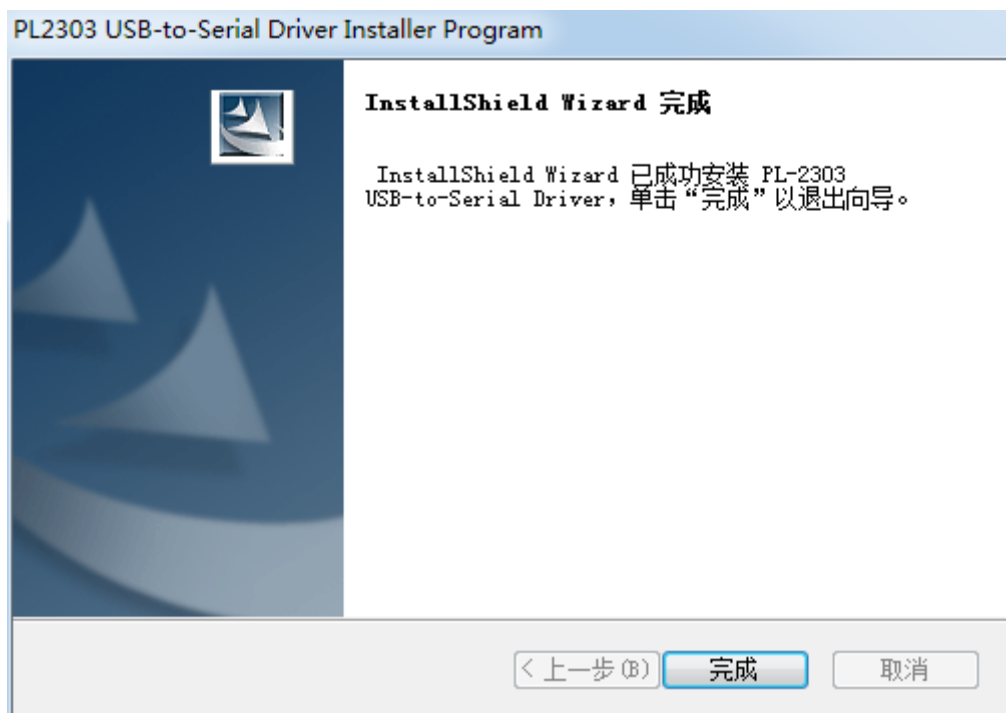 PL2303 USB-to-Serial Driver Installer Program
InstallShield Wizard 完成
InstallShield Wizard 已成功安装 PL-2303
USB-to-Serial Driver，单击“完成”以退出向导。
< 上一步(B)
完成
取消